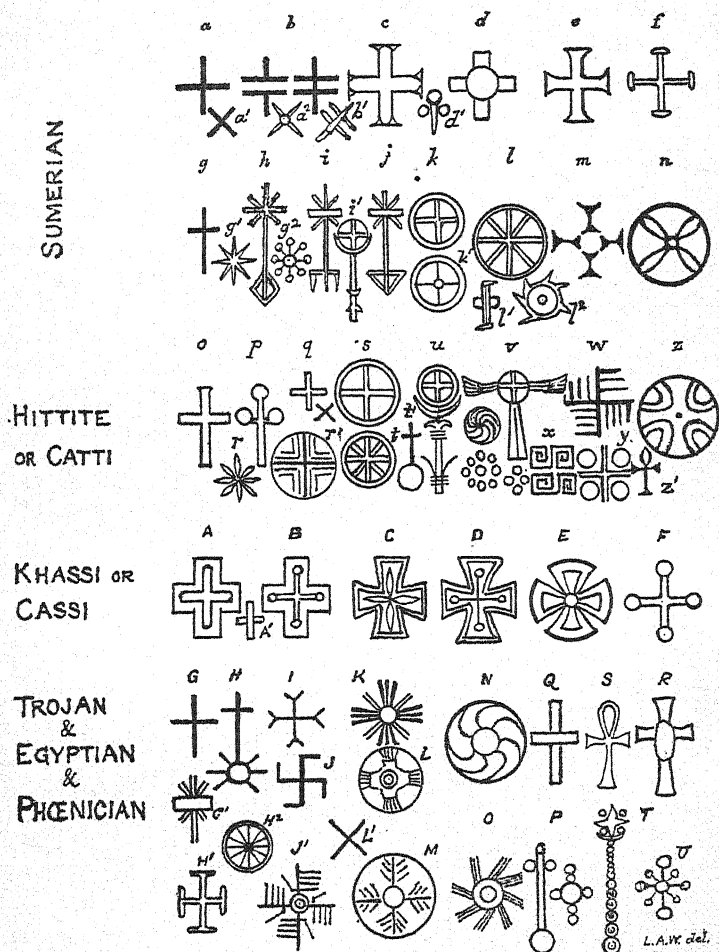 a b c d e f
a' a² b' d'
SUMERIAN
g h i j k l m n
g' g² i' k' l' l²
o p q s u v w z
HITTITE
OR CATTI
r r' t t' x y z'
A B C D E F
KHASSI OR
CASSI
A'
G H I K N Q S R
TROJAN
&
EGYPTIAN
&
PHŒNICIAN
J L
G' H² L'
H' J' M O P T U
L.A.W. del.